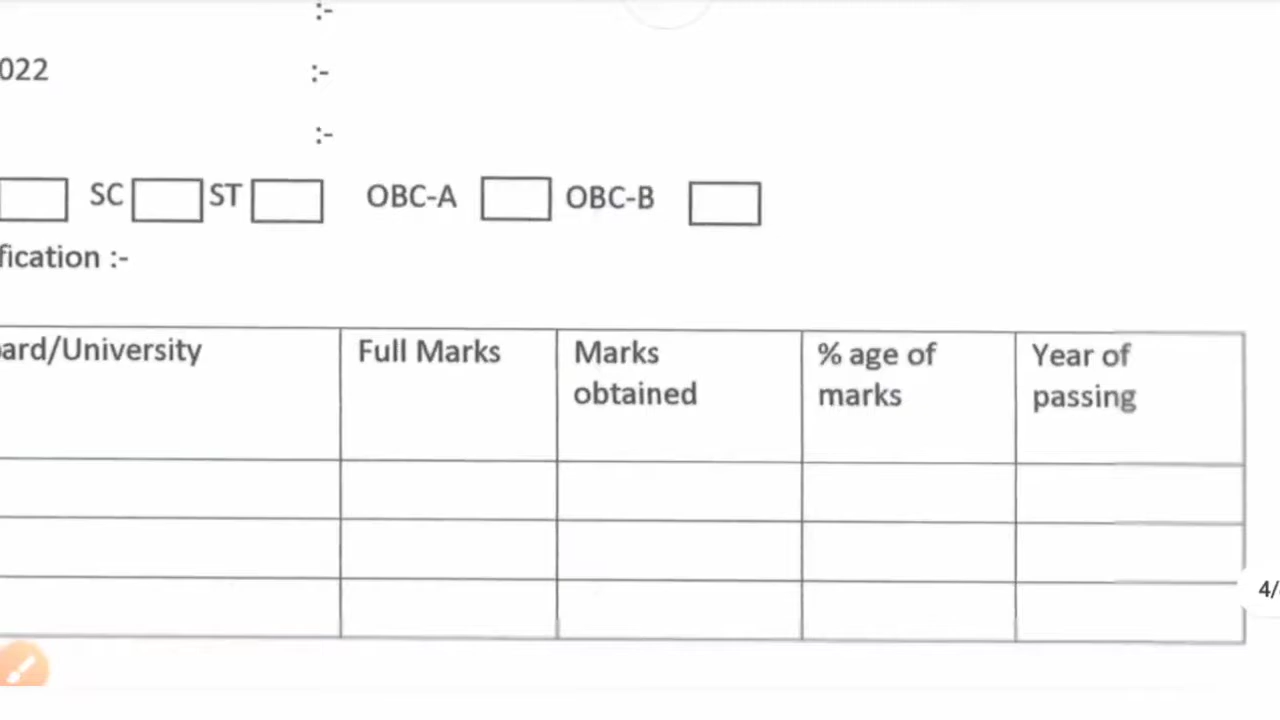 :-
022 :-
:-
SC ST OBC-A OBC-B
fication :-
ard/University Full Marks Marks obtained % age of marks Year of passing
4/